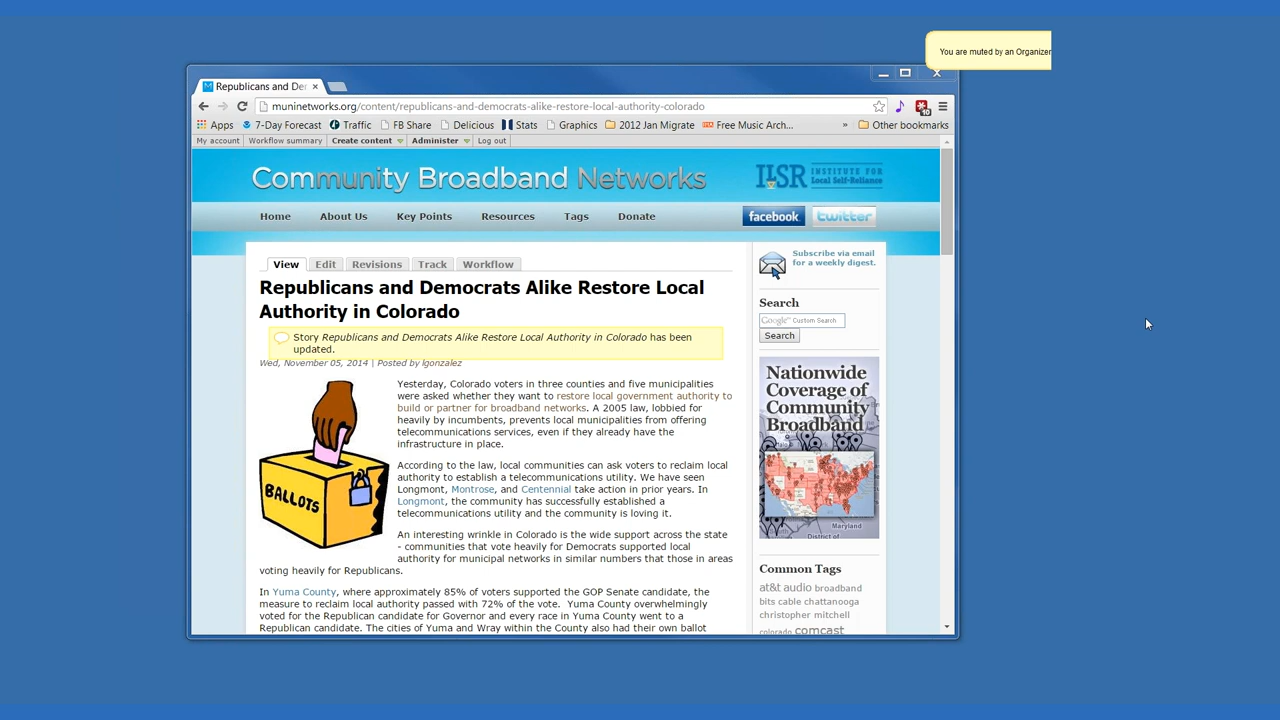 You are muted by an Organizer
Republicans and De
muninetworks.org/content/republicans-and-democrats-alike-restore-local-authority-colorado
10
Apps 7-Day Forecast Traffic FB Share Delicious Stats Graphics 2012 Jan Migrate Free Music Arch... » Other bookmarks
My account Workflow summary Create content Administer Log out
Community Broadband Networks
ILSR INSTITUTE FOR
Local Self-Reliance
Home About Us Key Points Resources Tags Donate
facebook twitter
View Edit Revisions Track Workflow
Republicans and Democrats Alike Restore Local
Authority in Colorado
Story Republicans and Democrats Alike Restore Local Authority in Colorado has been
updated.
Wed, November 05, 2014 | Posted by lgonzalez
BALLOTS
Yesterday, Colorado voters in three counties and five municipalities
were asked whether they want to restore local government authority to
build or partner for broadband networks. A 2005 law, lobbied for
heavily by incumbents, prevents local municipalities from offering
telecommunications services, even if they already have the
infrastructure in place.
According to the law, local communities can ask voters to reclaim local
authority to establish a telecommunications utility. We have seen
Longmont, Montrose, and Centennial take action in prior years. In
Longmont, the community has successfully established a
telecommunications utility and the community is loving it.
An interesting wrinkle in Colorado is the wide support across the state
- communities that vote heavily for Democrats supported local
authority for municipal networks in similar numbers that those in areas
voting heavily for Republicans.
In Yuma County, where approximately 85% of voters supported the GOP Senate candidate, the
measure to reclaim local authority passed with 72% of the vote. Yuma County overwhelmingly
voted for the Republican candidate for Governor and every race in Yuma County went to a
Republican candidate. The cities of Yuma and Wray within the County also had their own ballot
Subscribe via email
for a weekly digest.
Search
Google™ Custom Search
Search
Nationwide
Coverage of
Community
Broadband
Maryland
District of
Common Tags
at&t audio broadband
bits cable chattanooga
christopher mitchell
colorado comcast